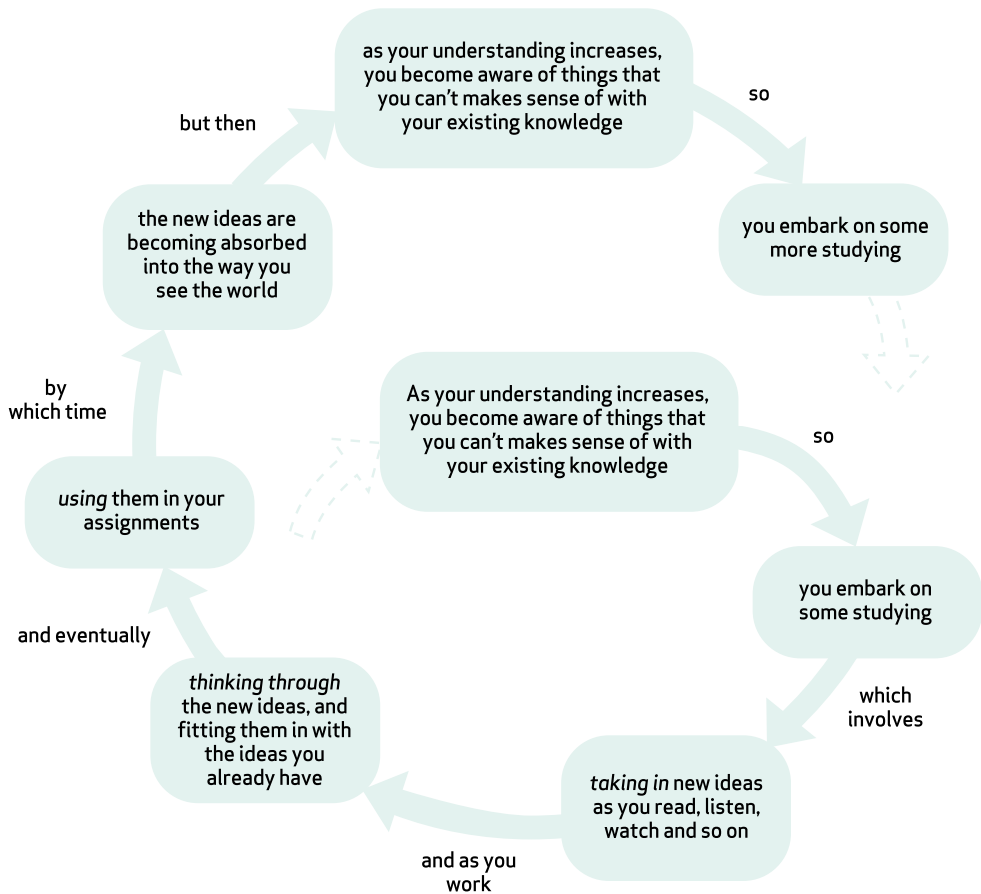 As your understanding increases,
you become aware of things that
you can't makes sense of with
your existing knowledge
so
you embark on
some studying
which
involves
taking in new ideas
as you read, listen,
watch and so on
and as you
work
thinking through
the new ideas, and
fitting them in with
the ideas you
already have
and eventually
using them in your
assignments
by
which time
the new ideas are
becoming absorbed
into the way you
see the world
but then
as your understanding increases,
you become aware of things that
you can't makes sense of with
your existing knowledge
so
you embark on some
more studying